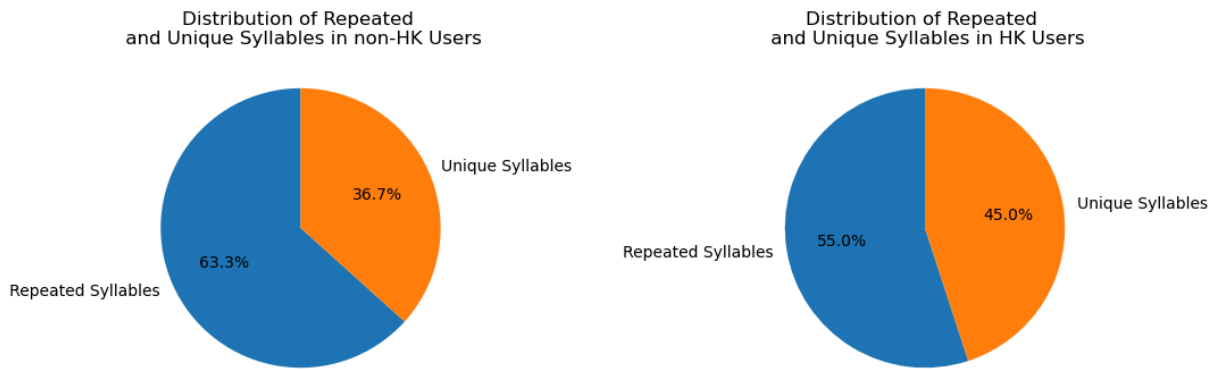 Distribution of Repeated
and Unique Syllables in non-HK Users
Unique Syllables
36.7%
63.3%
Repeated Syllables
Distribution of Repeated
and Unique Syllables in HK Users
Unique Syllables
45.0%
55.0%
Repeated Syllables